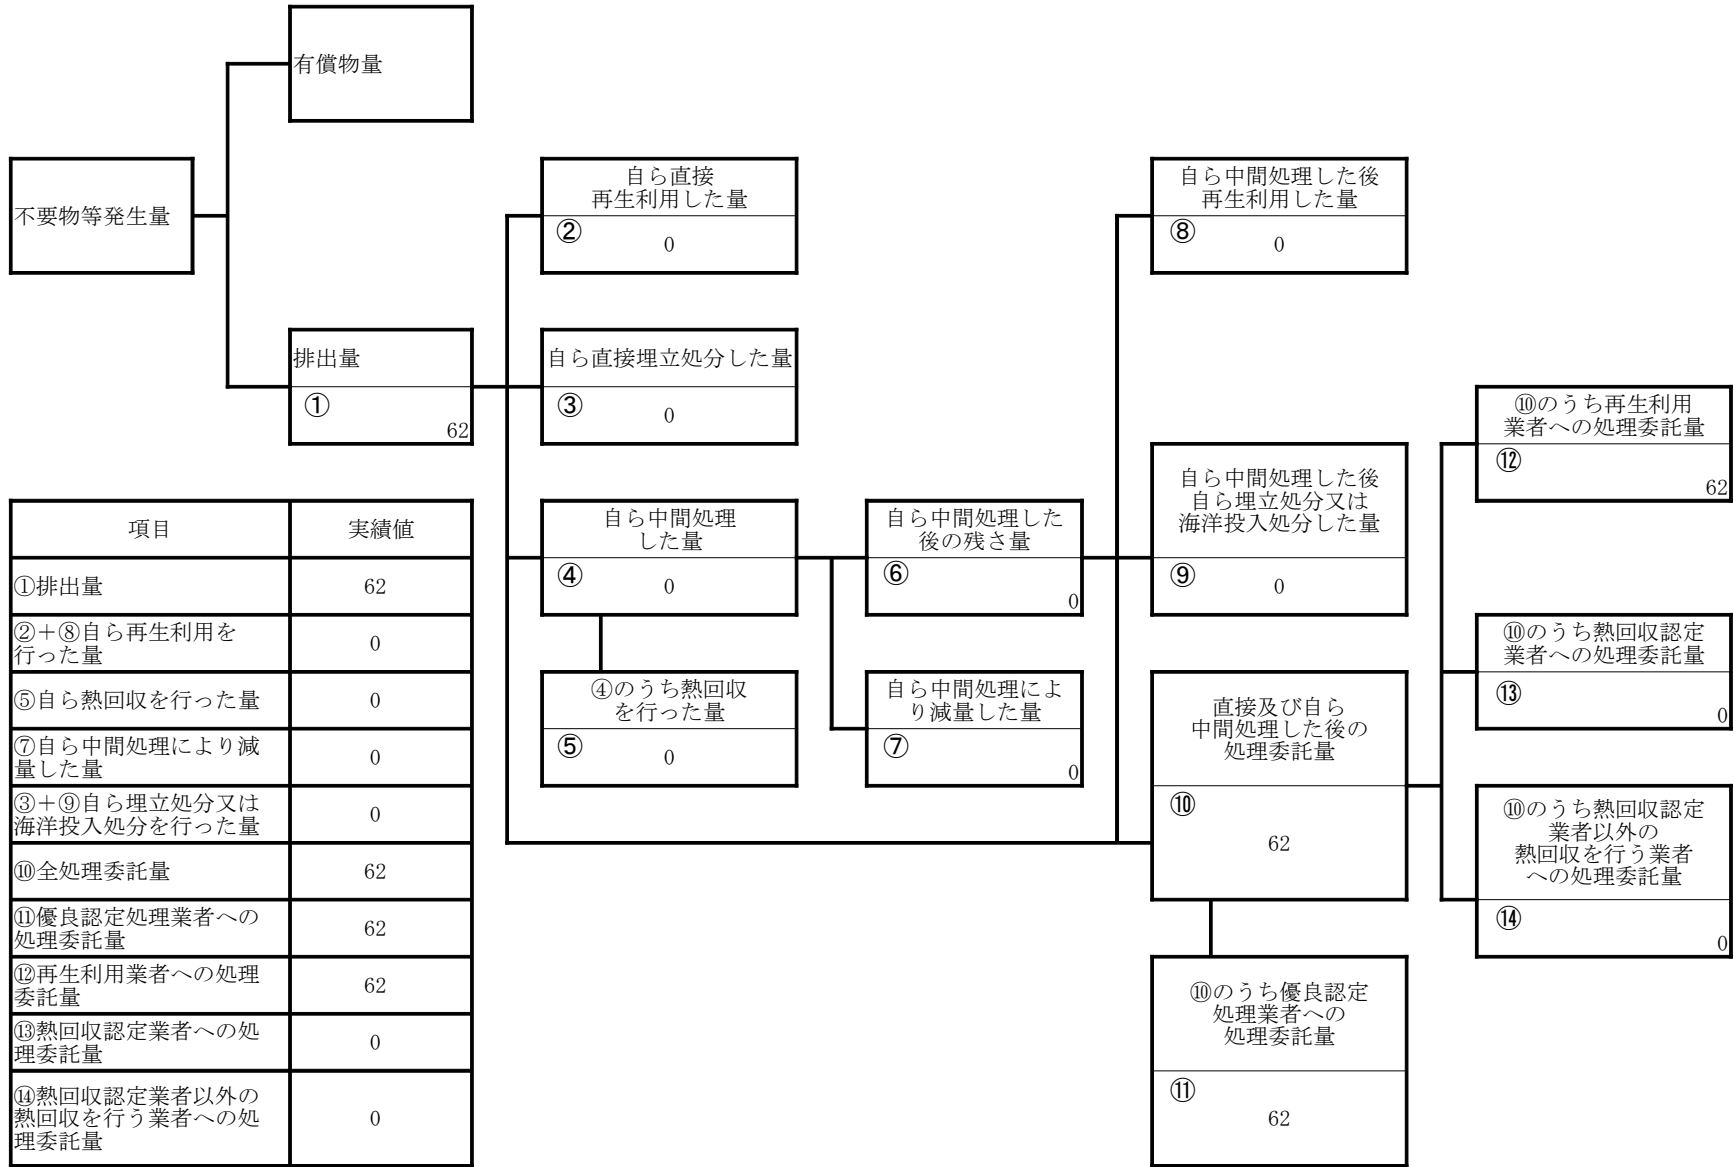 有償物量
不要物等発生量
自ら直接
再生利用した量
②
0
自ら中間処理した後
再生利用した量
⑧
0
排出量
①
62
自ら直接埋立処分した量
③
0
⑩のうち再生利用
業者への処理委託量
⑫
62
自ら中間処理
した量
④
0
自ら中間処理した
後の残さ量
⑥
0
自ら中間処理した後
自ら埋立処分又は
海洋投入処分した量
⑨
0
⑩のうち熱回収認定
業者への処理委託量
⑬
0
④のうち熱回収
を行った量
⑤
0
自ら中間処理によ
り減量した量
⑦
0
直接及び自ら
中間処理した後の
処理委託量
⑩
62
⑩のうち熱回収認定
業者以外の
熱回収を行う業者
への処理委託量
⑭
0
⑩のうち優良認定
処理業者への
処理委託量
⑪
62
項目 実績値
①排出量 62
②+⑧自ら再生利用を
行った量 0
⑤自ら熱回収を行った量 0
⑦自ら中間処理により減
量した量 0
③+⑨自ら埋立処分又は
海洋投入処分を行った量 0
⑩全処理委託量 62
⑪優良認定処理業者への
処理委託量 62
⑫再生利用業者への処理
委託量 62
⑬熱回収認定業者への処
理委託量 0
⑭熱回収認定業者以外の
熱回収を行う業者への処
理委託量 0